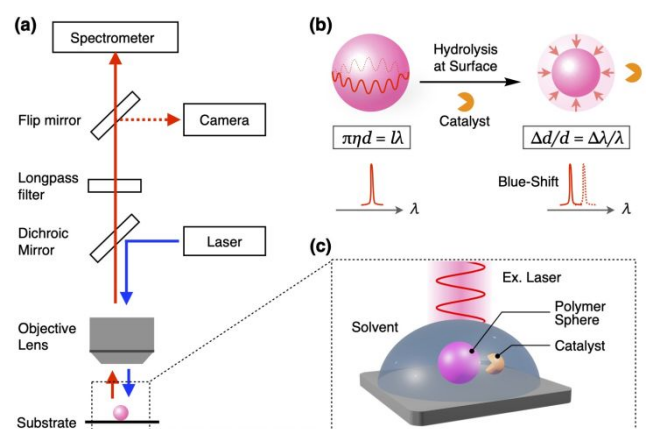 (a)
Spectrometer
Flip mirror
Camera
Longpass
filter
Dichroic
Mirror
Laser
Objective
Lens
Substrate
(b)
Hydrolysis
at Surface
Catalyst
πηd = lλ
Δd/d = Δλ/λ
Blue-Shift
λ
λ
(c)
Ex. Laser
Solvent
Polymer
Sphere
Catalyst